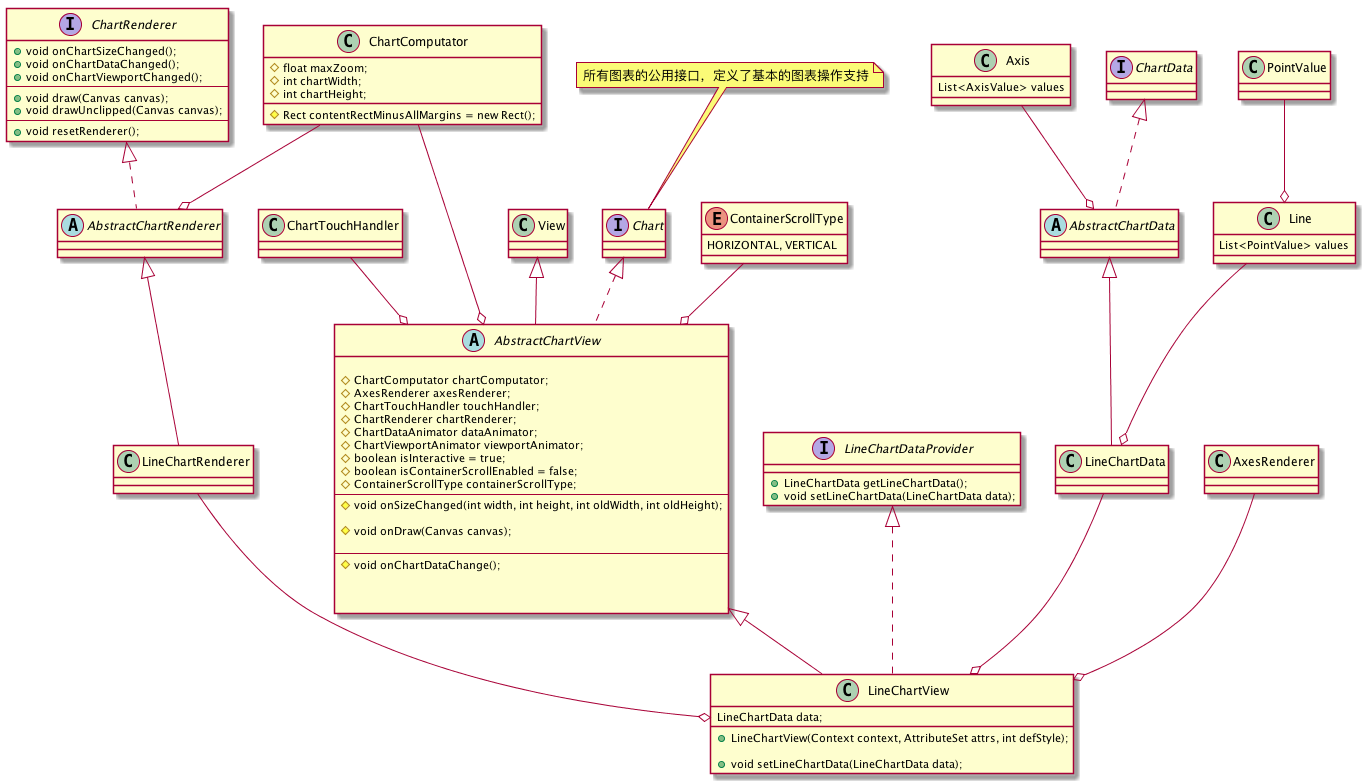 I ChartRenderer
void onChartSizeChanged();
void onChartDataChanged();
void onChartViewportChanged();
void draw(Canvas canvas);
void drawUnclipped(Canvas canvas);
void resetRenderer();
C ChartComputator
float maxZoom;
int chartWidth;
int chartHeight;
Rect contentRectMinusAllMargins = new Rect();
所有图表的公用接口，定义了基本的图表操作支持
C Axis
List<AxisValue> values
I ChartData
C PointValue
A AbstractChartRenderer
C ChartTouchHandler
C View
I Chart
E ContainerScrollType
HORIZONTAL, VERTICAL
A AbstractChartData
C Line
List<PointValue> values
A AbstractChartView
ChartComputator chartComputator;
AxesRenderer axesRenderer;
ChartTouchHandler touchHandler;
ChartRenderer chartRenderer;
ChartDataAnimator dataAnimator;
ChartViewportAnimator viewportAnimator;
boolean isInteractive = true;
boolean isContainerScrollEnabled = false;
ContainerScrollType containerScrollType;
void onSizeChanged(int width, int height, int oldWidth, int oldHeight);
void onDraw(Canvas canvas);
void onChartDataChange();
C LineChartRenderer
I LineChartDataProvider
LineChartData getLineChartData();
void setLineChartData(LineChartData data);
C LineChartData
C AxesRenderer
C LineChartView
LineChartData data;
LineChartView(Context context, AttributeSet attrs, int defStyle);
void setLineChartData(LineChartData data);